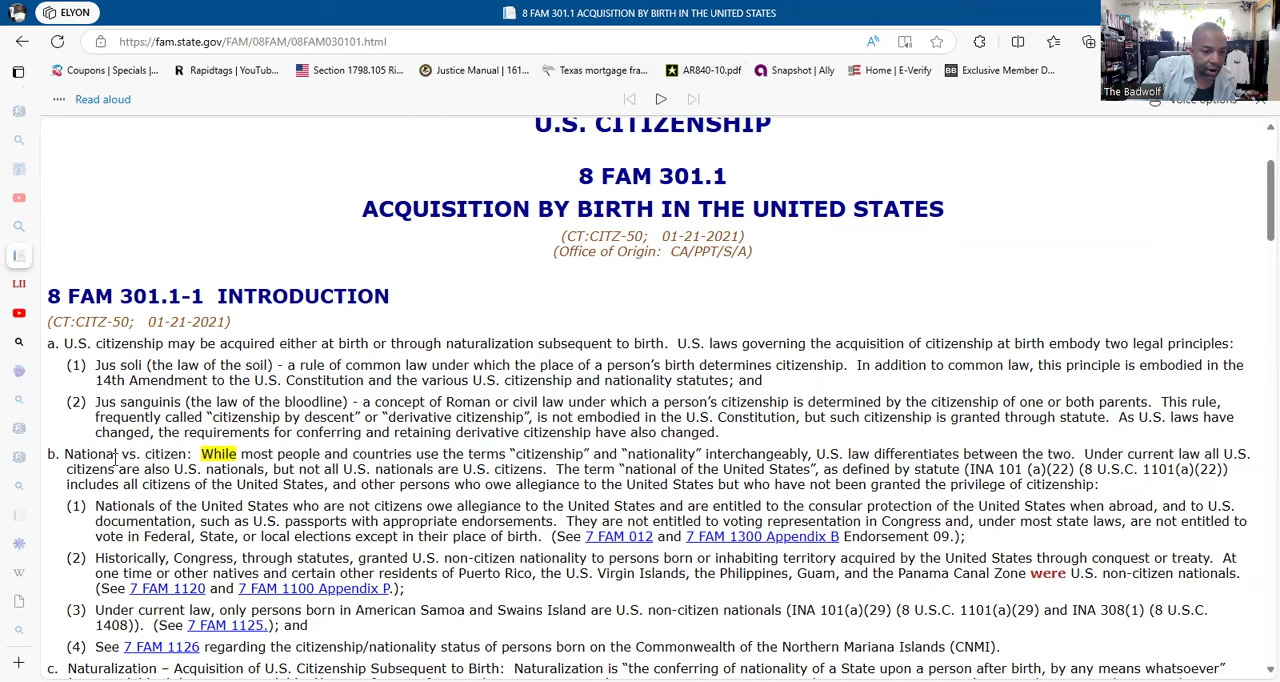 ELYON
8 FAM 301.1 ACQUISITION BY BIRTH IN THE UNITED STATES
https://fam.state.gov/FAM/08FAM/08FAM030101.html
Coupons | Specials |...
Rapidtags | YouTub...
Section 1798.105 Ri...
Justice Manual | 161...
Texas mortgage fra...
AR840-10.pdf
Snapshot | Ally
Home | E-Verify
BB Exclusive Member D...
The Badwolf
Read aloud
U.S. CITIZENSHIP
8 FAM 301.1
ACQUISITION BY BIRTH IN THE UNITED STATES
(CT:CITZ-50; 01-21-2021)
(Office of Origin: CA/PPT/S/A)
8 FAM 301.1-1 INTRODUCTION
(CT:CITZ-50; 01-21-2021)
a. U.S. citizenship may be acquired either at birth or through naturalization subsequent to birth. U.S. laws governing the acquisition of citizenship at birth embody two legal principles:
(1) Jus soli (the law of the soil) - a rule of common law under which the place of a person's birth determines citizenship. In addition to common law, this principle is embodied in the
14th Amendment to the U.S. Constitution and the various U.S. citizenship and nationality statutes; and
(2) Jus sanguinis (the law of the bloodline) - a concept of Roman or civil law under which a person's citizenship is determined by the citizenship of one or both parents. This rule,
frequently called "citizenship by descent" or "derivative citizenship", is not embodied in the U.S. Constitution, but such citizenship is granted through statute. As U.S. laws have
changed, the requirements for conferring and retaining derivative citizenship have also changed.
b. National vs. citizen: While most people and countries use the terms "citizenship" and "nationality" interchangeably, U.S. law differentiates between the two. Under current law all U.S.
citizens are also U.S. nationals, but not all U.S. nationals are U.S. citizens. The term "national of the United States", as defined by statute (INA 101 (a)(22) (8 U.S.C. 1101(a)(22))
includes all citizens of the United States, and other persons who owe allegiance to the United States but who have not been granted the privilege of citizenship:
(1) Nationals of the United States who are not citizens owe allegiance to the United States and are entitled to the consular protection of the United States when abroad, and to U.S.
documentation, such as U.S. passports with appropriate endorsements. They are not entitled to voting representation in Congress and, under most state laws, are not entitled to
vote in Federal, State, or local elections except in their place of birth. (See 7 FAM 012 and 7 FAM 1300 Appendix B Endorsement 09.);
(2) Historically, Congress, through statutes, granted U.S. non-citizen nationality to persons born or inhabiting territory acquired by the United States through conquest or treaty. At
one time or other natives and certain other residents of Puerto Rico, the U.S. Virgin Islands, the Philippines, Guam, and the Panama Canal Zone were U.S. non-citizen nationals.
(See 7 FAM 1120 and 7 FAM 1100 Appendix P.);
(3) Under current law, only persons born in American Samoa and Swains Island are U.S. non-citizen nationals (INA 101(a)(29) (8 U.S.C. 1101(a)(29) and INA 308(1) (8 U.S.C.
1408)). (See 7 FAM 1125.); and
(4) See 7 FAM 1126 regarding the citizenship/nationality status of persons born on the Commonwealth of the Northern Mariana Islands (CNMI).
c. Naturalization – Acquisition of U.S. Citizenship Subsequent to Birth: Naturalization is "the conferring of nationality of a State upon a person after birth, by any means whatsoever"
LII
W